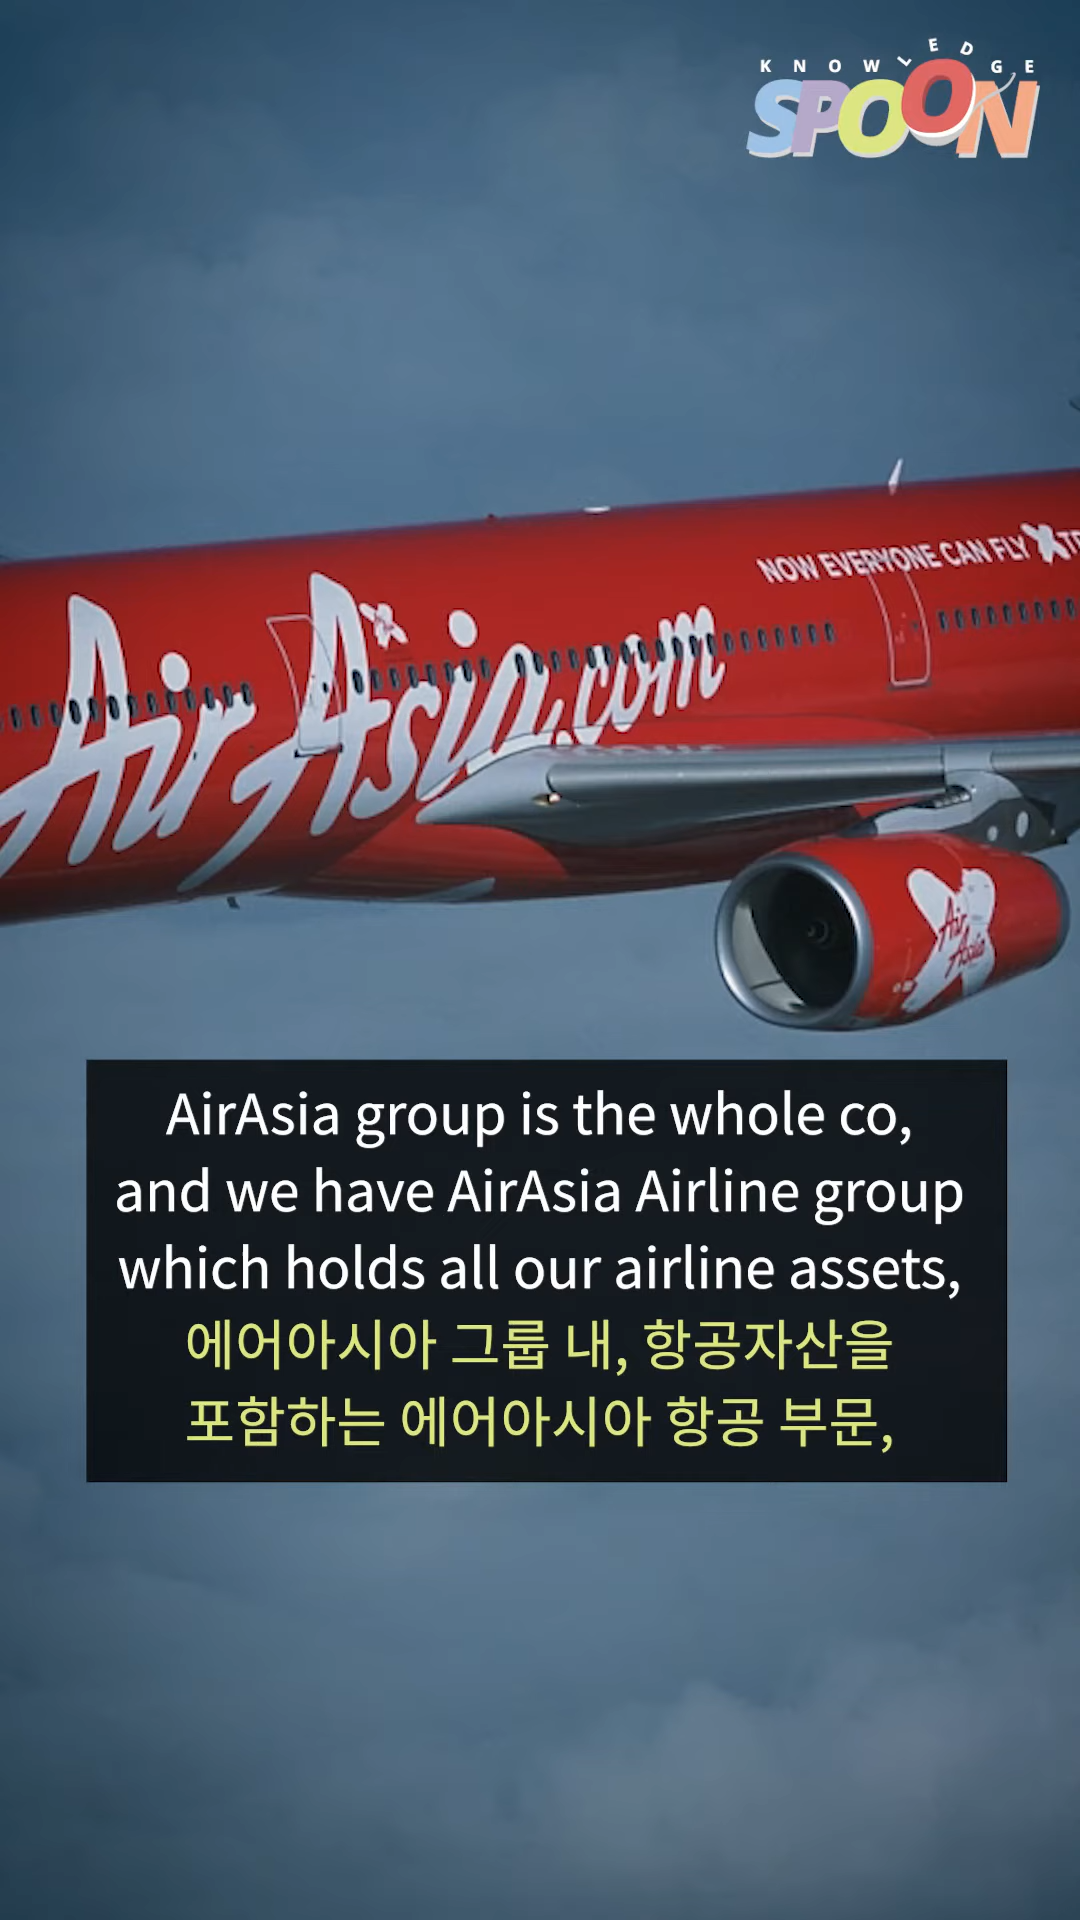 KNOWLEDGE
SPOON
NOW EVERYONE CAN FLY
AirAsia.com
Air
Asia
AirAsia group is the whole co,
and we have AirAsia Airline group
which holds all our airline assets,
에어아시아 그룹 내, 항공자산을
포함하는 에어아시아 항공 부문,